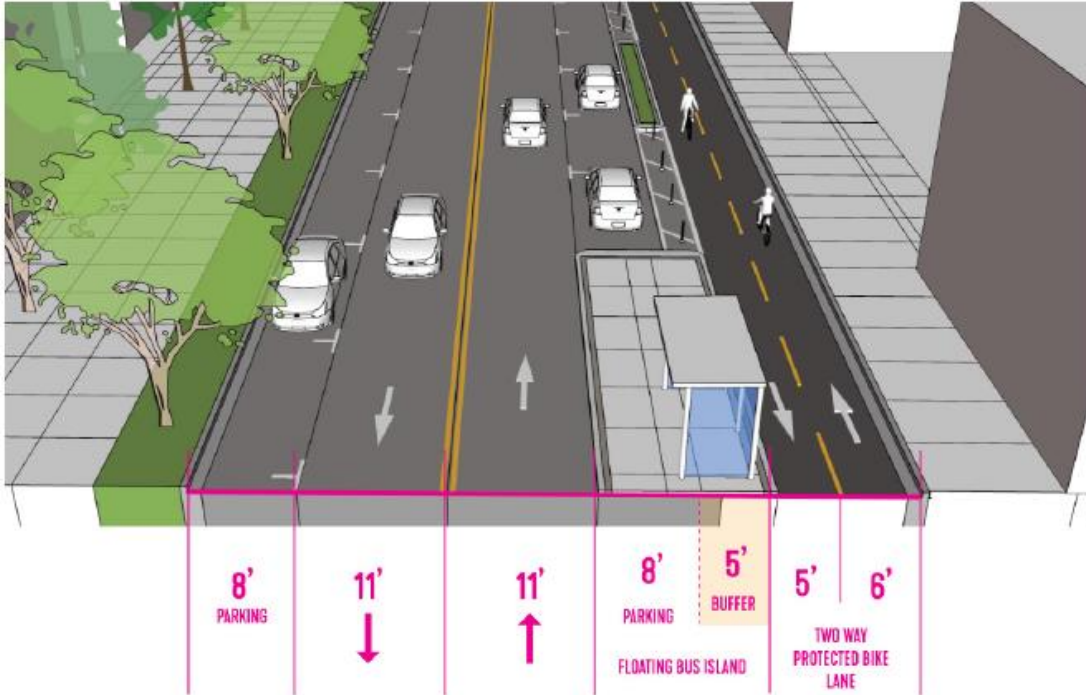 8'
PARKING
11'
11'
8'
PARKING
5'
BUFFER
FLOATING BUS ISLAND
5'
6'
TWO WAY
PROTECTED BIKE
LANE